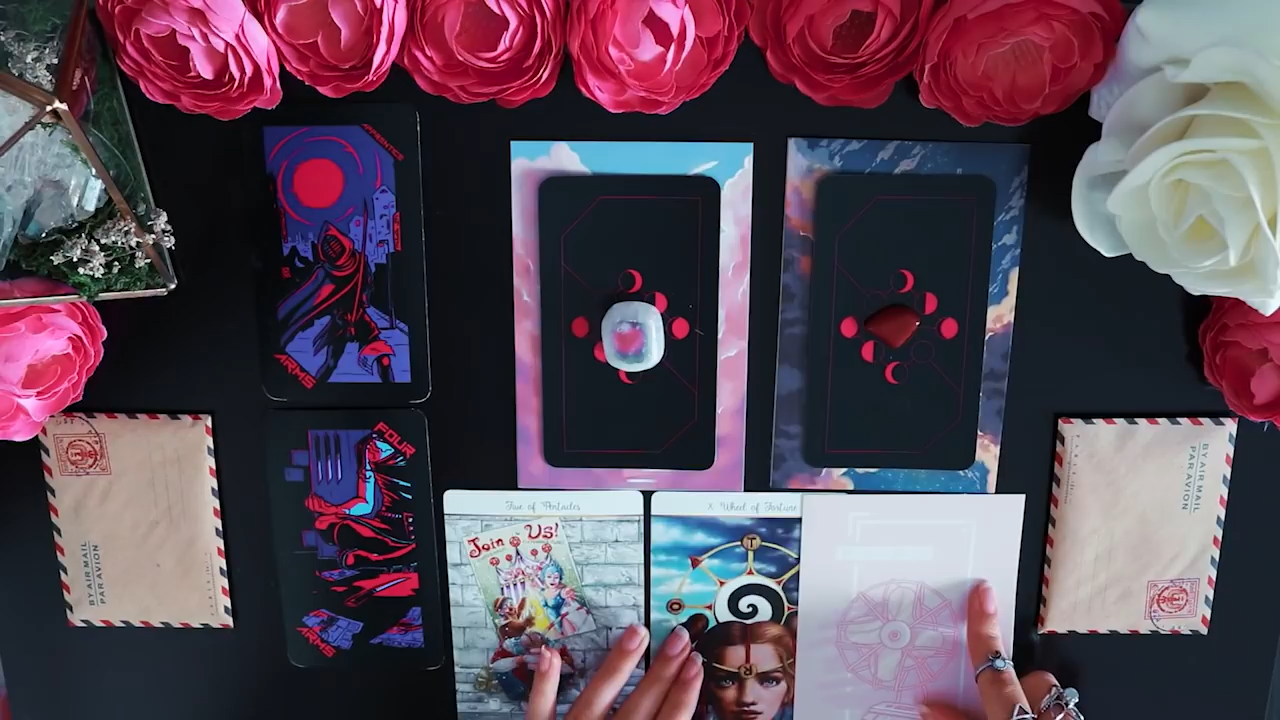 APPRENTICE
ARMS
FOUR
ARMS
Five of Pentacles
Join Us!
X Wheel of Fortune
T
R
BY AIR MAIL
PAR AVION
BY AIR MAIL
PAR AVION